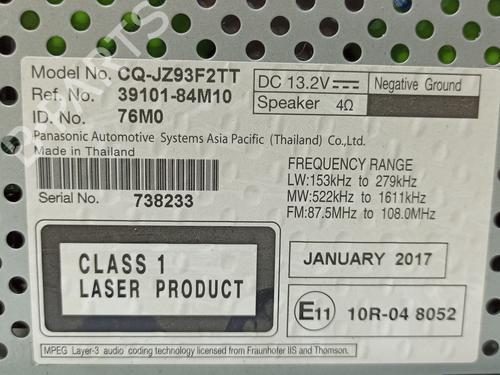 Model No. CQ-JZ93F2TT
Ref. No. 39101-84M10
ID. No. 76M0
DC 13.2V
Negative Ground
Speaker 4Ω
Panasonic Automotive Systems Asia Pacific (Thailand) Co.,Ltd.
Made in Thailand
Serial No. 738233
FREQUENCY RANGE
LW:153kHz to 279kHz
MW:522kHz to 1611kHz
FM:87.5MHz to 108.0MHz
CLASS 1
LASER PRODUCT
JANUARY 2017
E11 10R-04 8052
MPEG Layer-3 audio coding technology licensed from Fraunhofer IIS and Thomson.